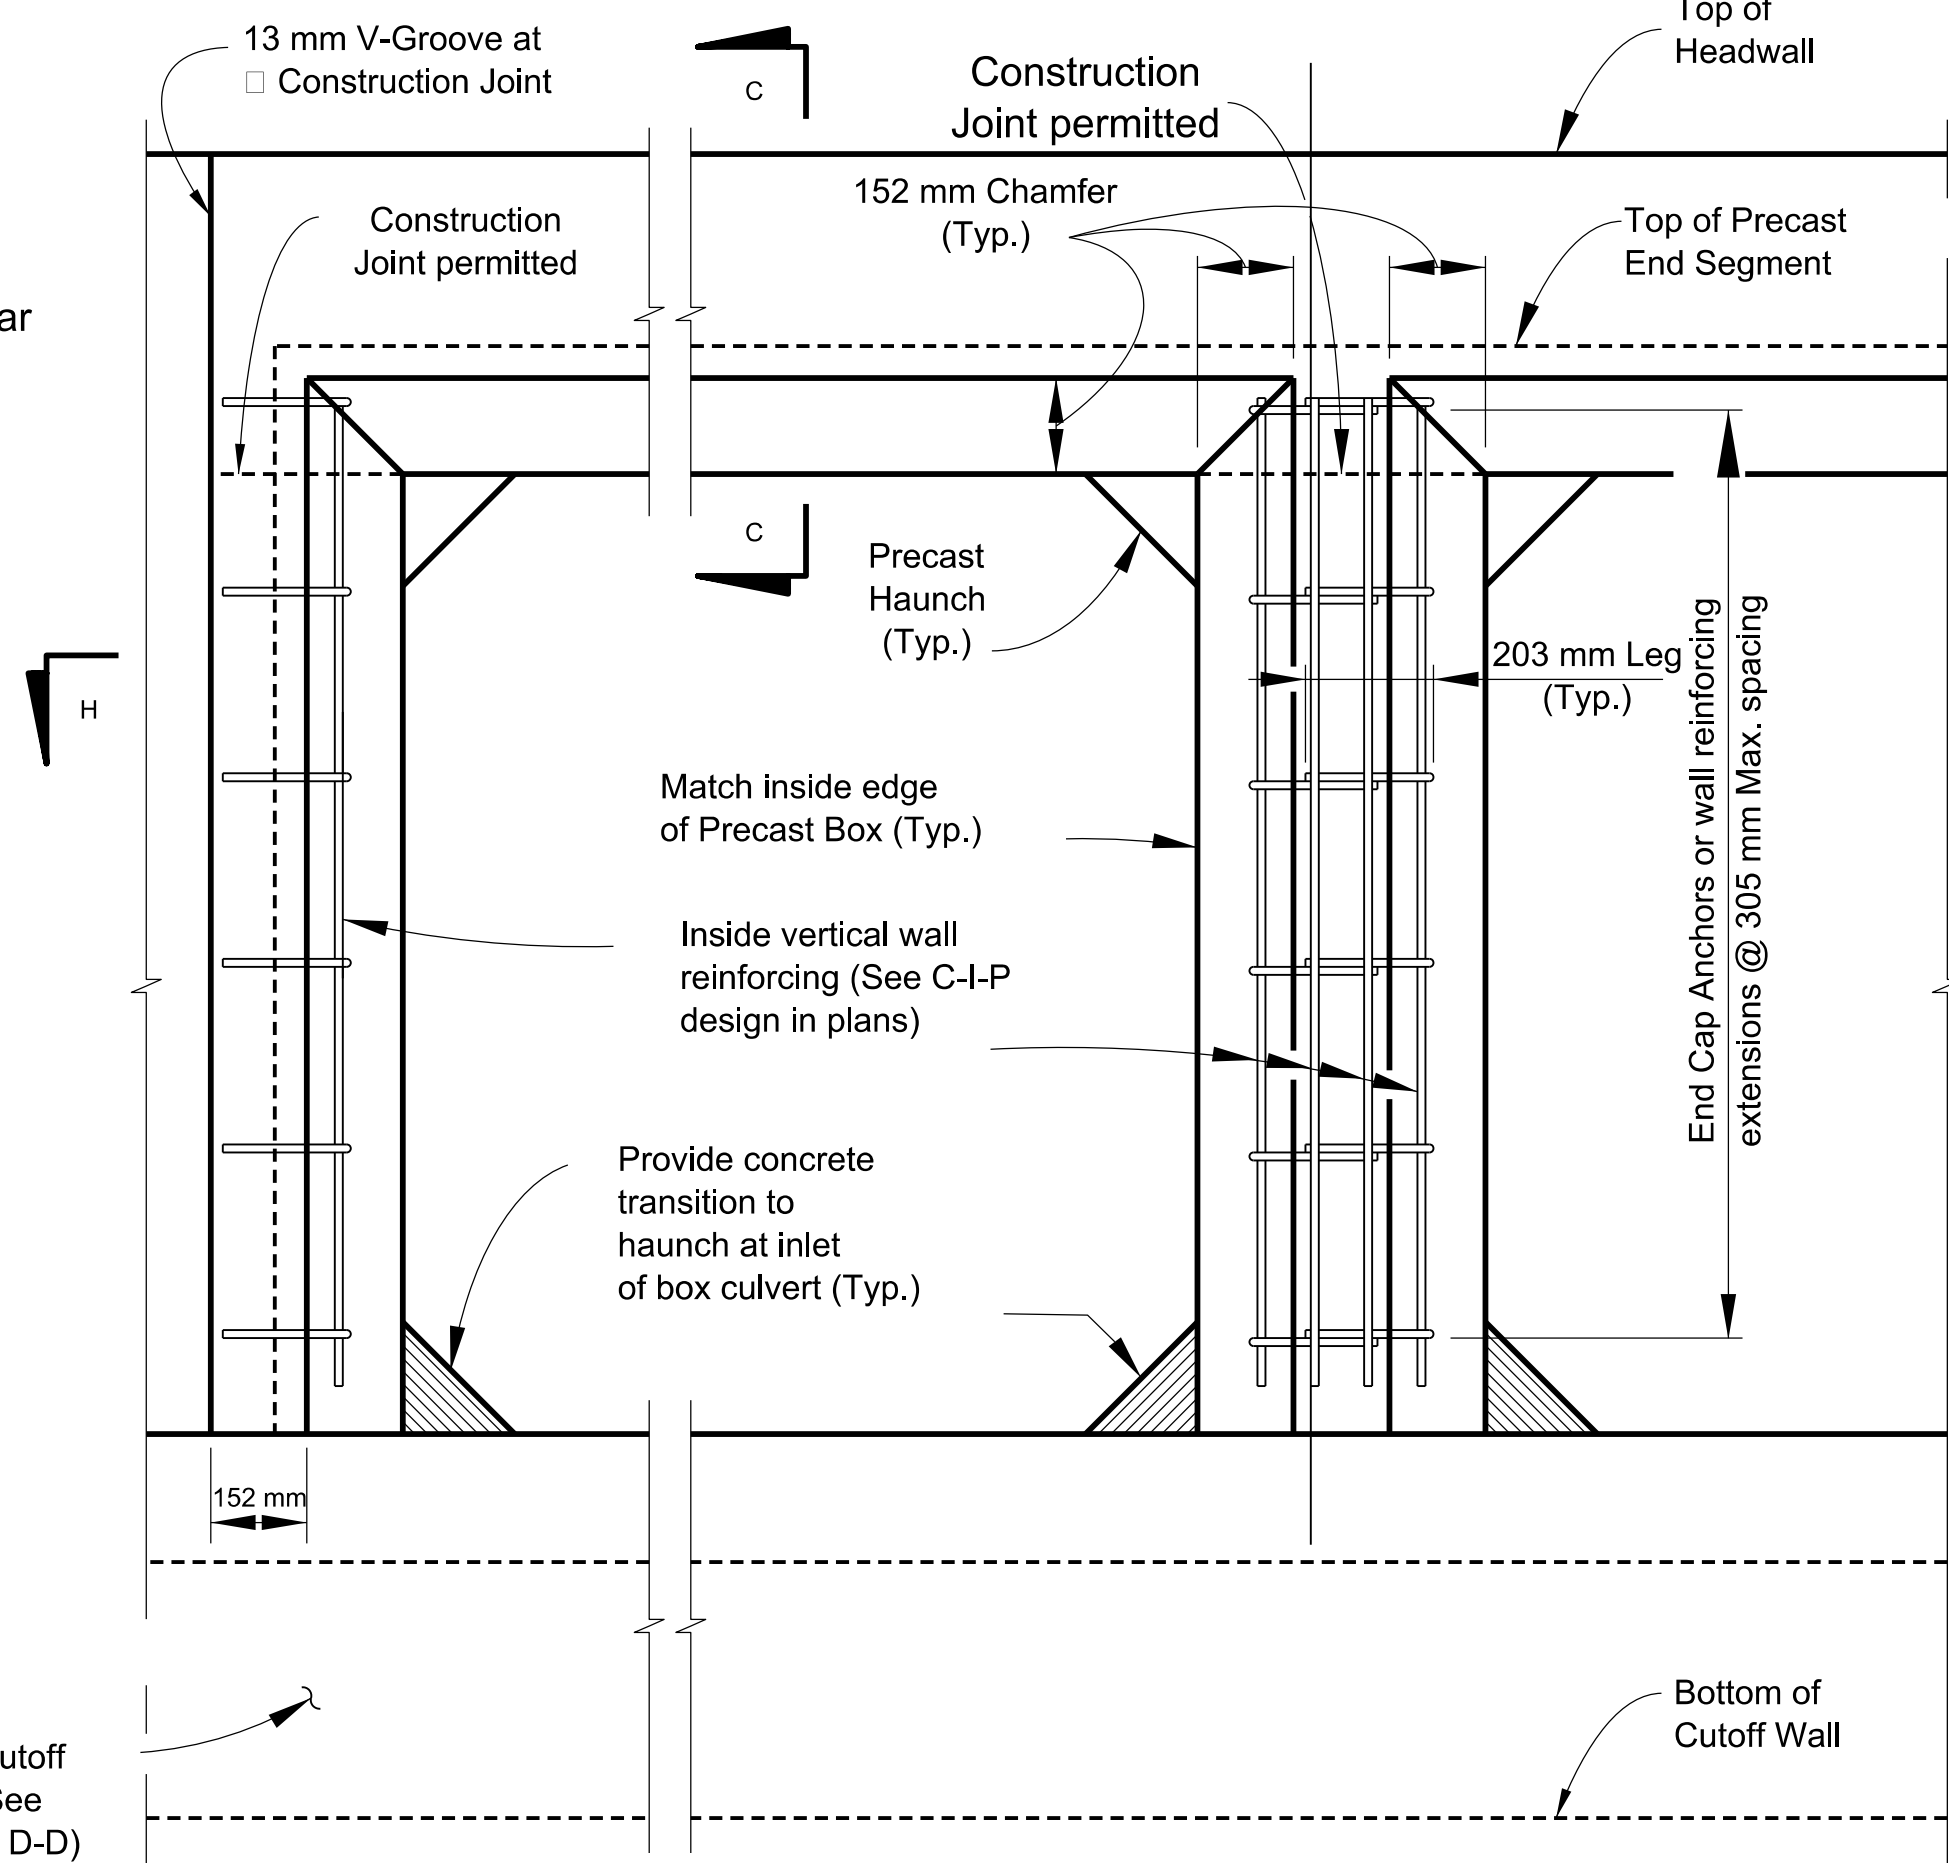 13 mm V-Groove at
□ Construction Joint
C
Construction
Joint permitted
Top of
Headwall
152 mm Chamfer
(Typ.)
Construction
Joint permitted
Top of Precast
End Segment
ar
C
Precast
Haunch
(Typ.)
203 mm Leg
(Typ.)
H
End Cap Anchors or wall reinforcing
extensions @ 305 mm Max. spacing
Match inside edge
of Precast Box (Typ.)
Inside vertical wall
reinforcing (See C-I-P
design in plans)
Provide concrete
transition to
haunch at inlet
of box culvert (Typ.)
152 mm
Bottom of
Cutoff Wall
utoff
See
D-D)